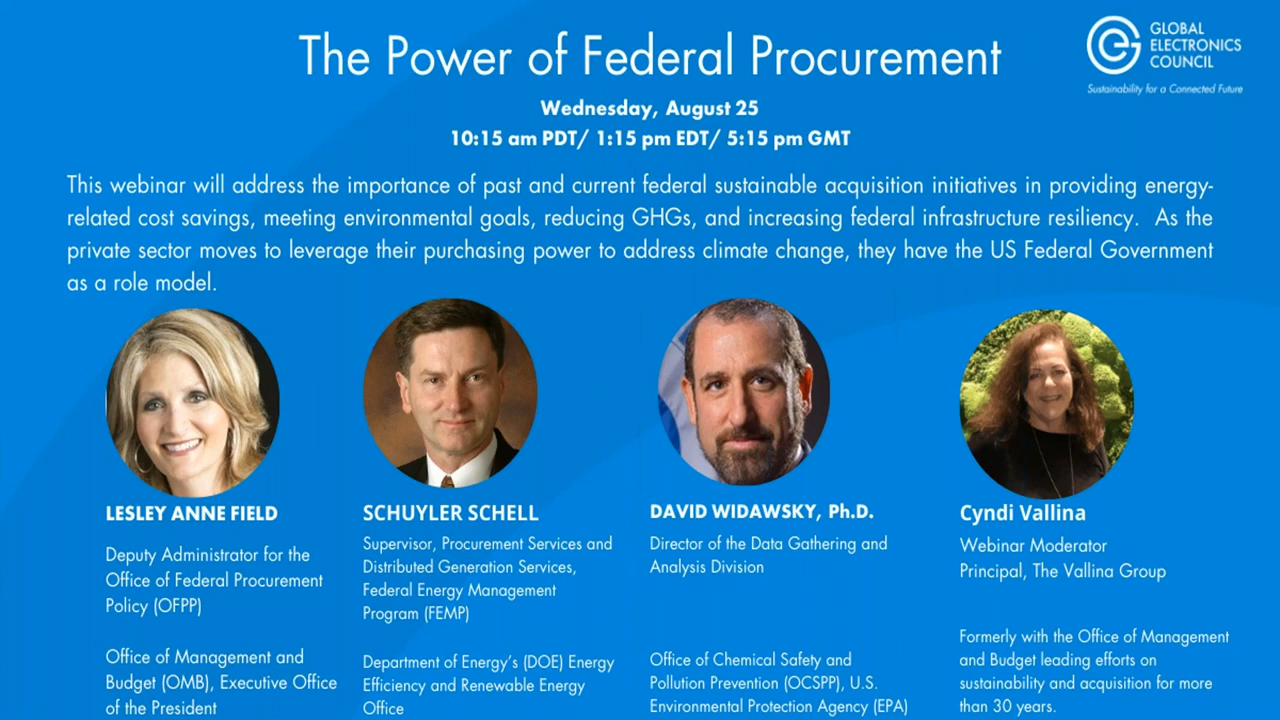 The Power of Federal Procurement
GLOBAL
ELECTRONICS
COUNCIL
Sustainability for a Connected Future
Wednesday, August 25
10:15 am PDT/ 1:15 pm EDT/ 5:15 pm GMT
This webinar will address the importance of past and current federal sustainable acquisition initiatives in providing energy-
related cost savings, meeting environmental goals, reducing GHGs, and increasing federal infrastructure resiliency. As the
private sector moves to leverage their purchasing power to address climate change, they have the US Federal Government
as a role model.
LESLEY ANNE FIELD
Deputy Administrator for the
Office of Federal Procurement
Policy (OFPP)
Office of Management and
Budget (OMB), Executive Office
of the President
SCHUYLER SCHELL
Supervisor, Procurement Services and
Distributed Generation Services,
Federal Energy Management
Program (FEMP)
Department of Energy's (DOE) Energy
Efficiency and Renewable Energy
Office
DAVID WIDAWSKY, Ph.D.
Director of the Data Gathering and
Analysis Division
Office of Chemical Safety and
Pollution Prevention (OCSPP), U.S.
Environmental Protection Agency (EPA)
Cyndi Vallina
Webinar Moderator
Principal, The Vallina Group
Formerly with the Office of Management
and Budget leading efforts on
sustainability and acquisition for more
than 30 years.